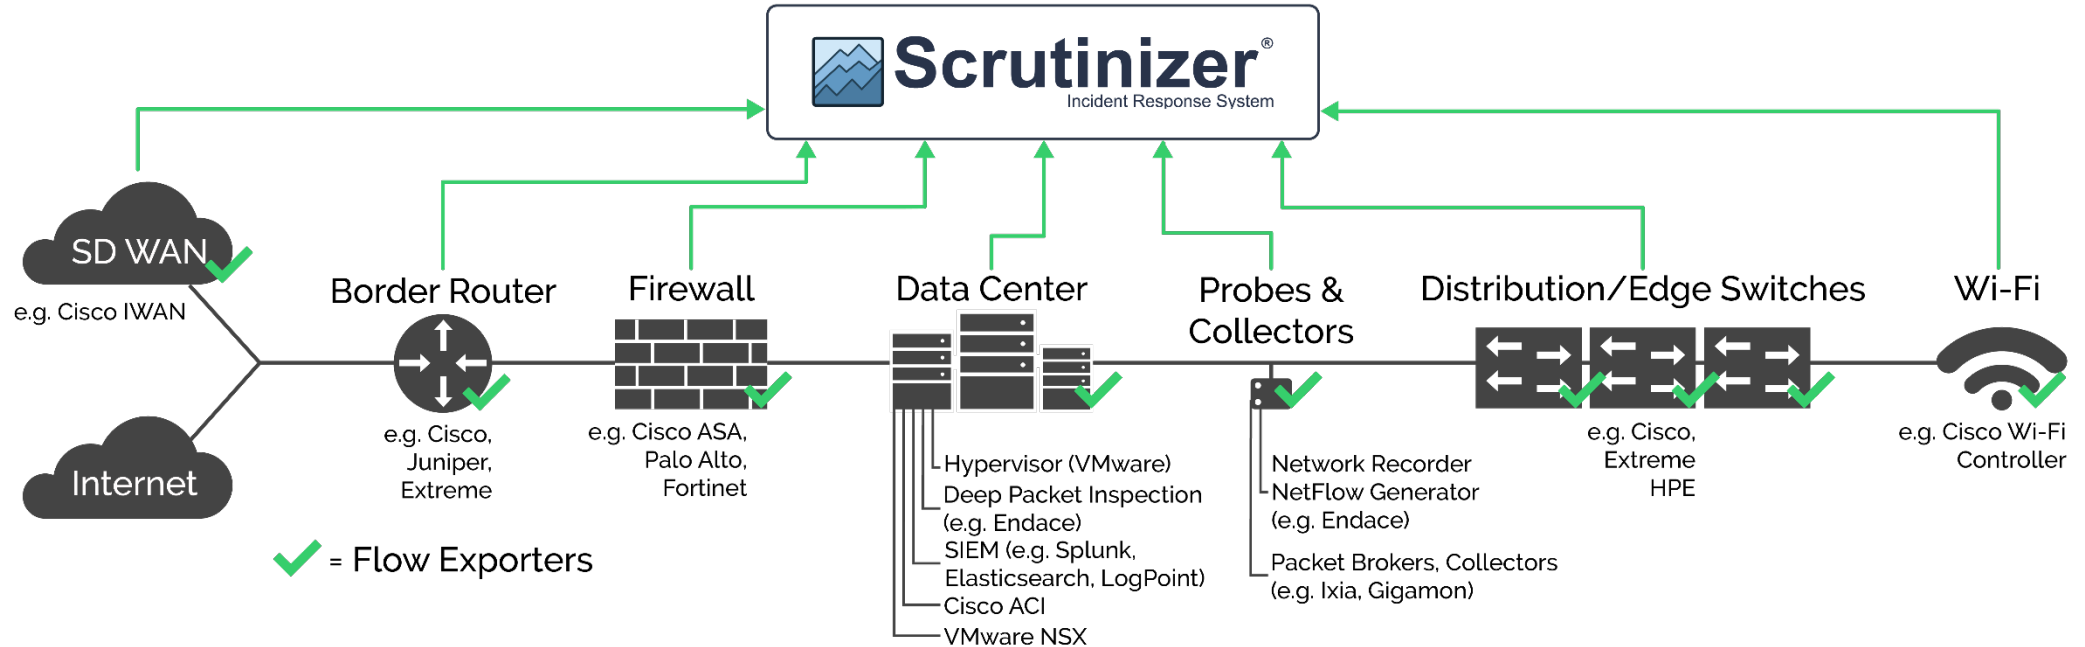 Scrutinizer®
Incident Response System
SD WAN
e.g. Cisco IWAN
Internet
Border Router
e.g. Cisco,
Juniper,
Extreme
Firewall
e.g. Cisco ASA,
Palo Alto,
Fortinet
Data Center
Hypervisor (VMware)
Deep Packet Inspection
(e.g. Endace)
SIEM (e.g. Splunk,
Elasticsearch, LogPoint)
Cisco ACI
VMware NSX
Probes &
Collectors
Network Recorder
NetFlow Generator
(e.g. Endace)
Packet Brokers, Collectors
(e.g. Ixia, Gigamon)
Distribution/Edge Switches
e.g. Cisco,
Extreme
HPE
Wi-Fi
e.g. Cisco Wi-Fi
Controller
= Flow Exporters